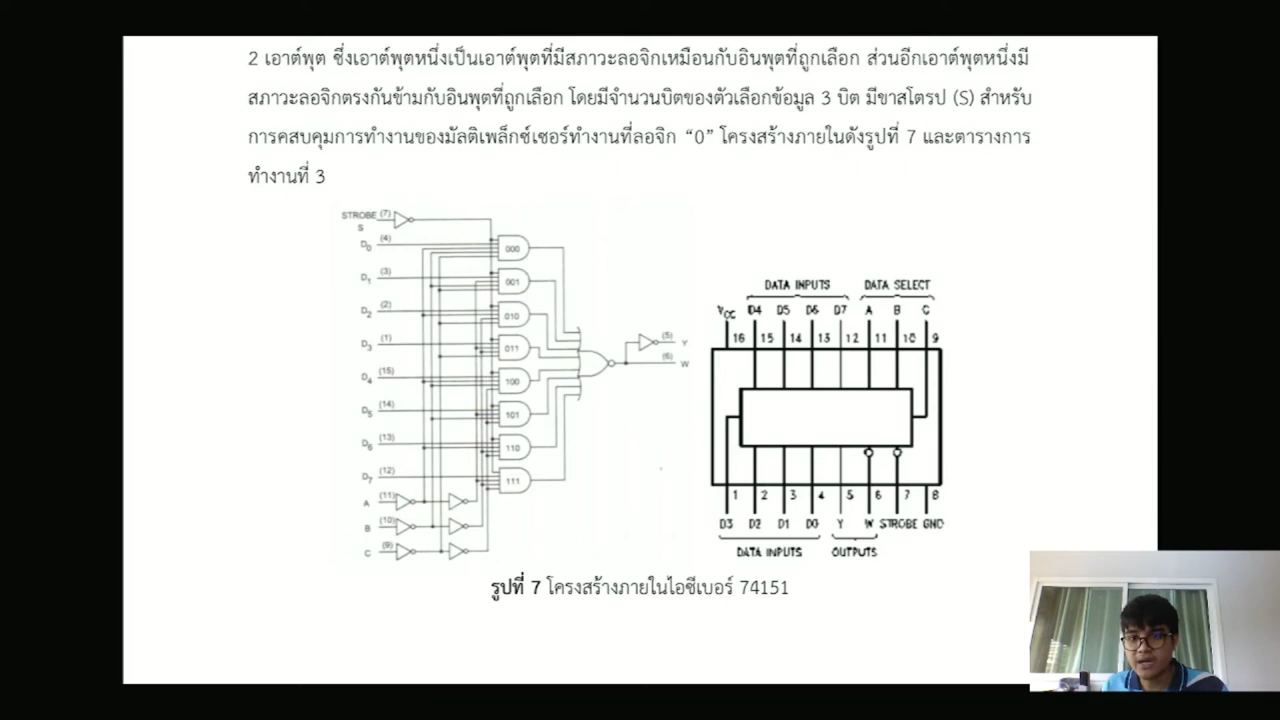 2 เอาต์พุต ซึ่งเอาต์พุตหนึ่งเป็นเอาต์พุตที่มีสภาวะลอจิกเหมือนกับอินพุตที่ถูกเลือก ส่วนอีกเอาต์พุตหนึ่งมี
สภาวะลอจิกตรงกันข้ามกับอินพุตที่ถูกเลือก โดยมีจำนวนบิตของตัวเลือกข้อมูล 3 บิต มีขาสโตรป (S) สำหรับ
การคสบคุมการทำงานของมัลติเพล็กซ์เซอร์ทำงานที่ลอจิก “0” โครงสร้างภายในดังรูปที่ 7 และตารางการ
ทำงานที่ 3
STROBE (7)
S
D0 (4) 000
D1 (3) 001
D2 (2) 010
D3 (1) 011
D4 (15) 100
D5 (14) 101
D6 (13) 110
D7 (12) 111
A (11)
B (10)
C (9)
(5) Y
(6) W
DATA INPUTS DATA SELECT
VCC D4 D5 D6 D7 A B C
16 15 14 13 12 11 10 9
1 2 3 4 5 6 7 8
D3 D2 D1 D0 Y W STROBE GND
DATA INPUTS OUTPUTS
รูปที่ 7 โครงสร้างภายในไอซีเบอร์ 74151